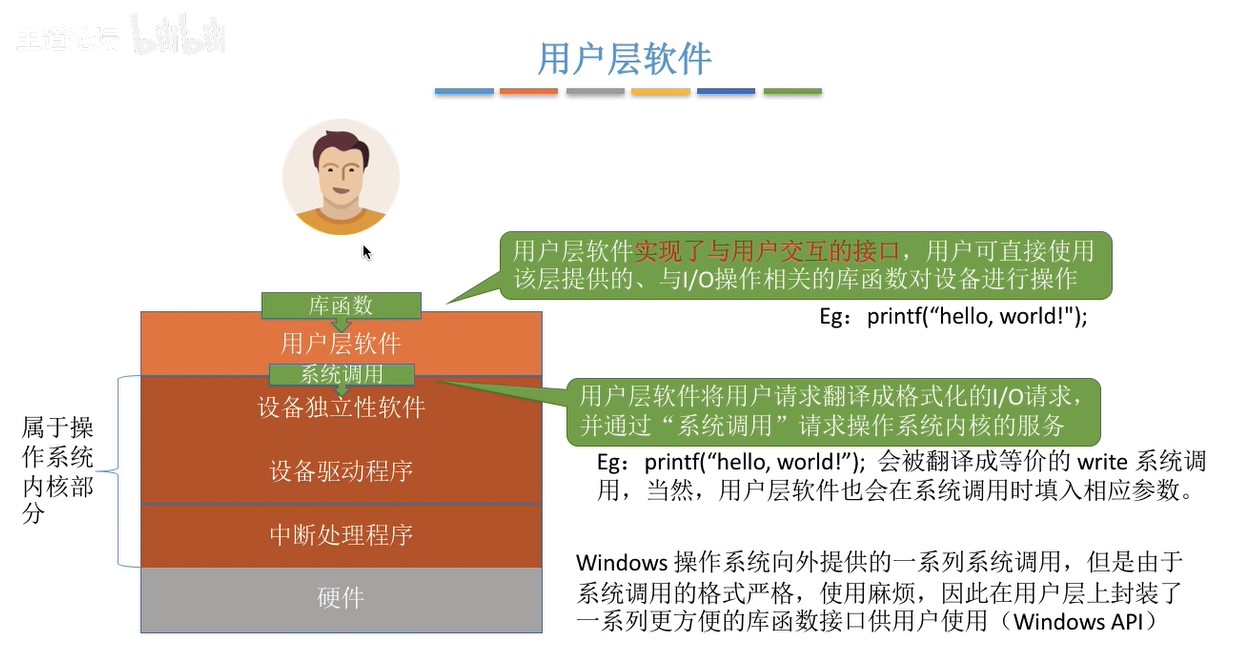 王道论坛 bilibili
用户层软件
用户层软件实现了与用户交互的接口，用户可直接使用
该层提供的、与I/O操作相关的库函数对设备进行操作
库函数
Eg：printf(“hello, world!");
用户层软件
系统调用
用户层软件将用户请求翻译成格式化的I/O请求，
并通过“系统调用”请求操作系统内核的服务
设备独立性软件
属于操
作系统
内核部
分
设备驱动程序
Eg：printf(“hello, world!”); 会被翻译成等价的 write 系统调
用，当然，用户层软件也会在系统调用时填入相应参数。
中断处理程序
硬件
Windows 操作系统向外提供的一系列系统调用，但是由于
系统调用的格式严格，使用麻烦，因此在用户层上封装了
一系列更方便的库函数接口供用户使用（Windows API）